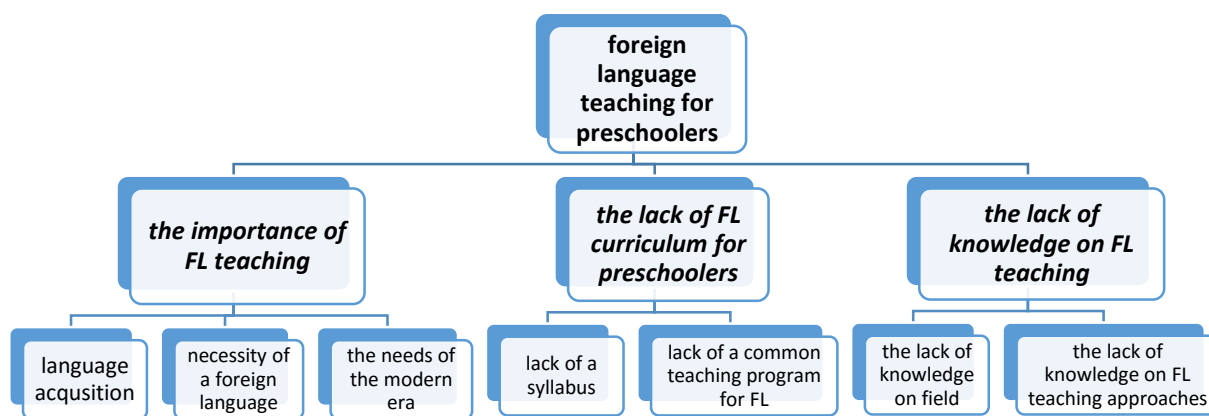 foreign
language
teaching for
preschoolers
the importance of
FL teaching
the lack of FL
curriculum for
preschoolers
the lack of
knowledge on FL
teaching
language
acqusition
necessity of
a foreign
language
the needs of
the modern
era
lack of a
syllabus
lack of a common
teaching program
for FL
the lack of
knowledge
on field
the lack of
knowledge on FL
teaching approaches